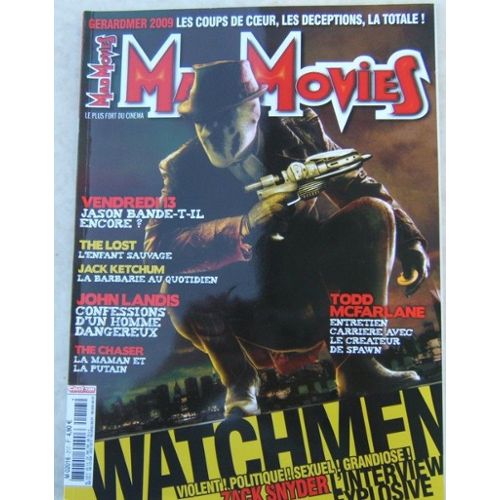 GERARDMER 2009 LES COUPS DE CŒUR, LES DECEPTIONS, LA TOTALE !
MAD MOVIES
MAD MOVIES
LE PLUS FORT DU CINEMA
VENDREDI 13
JASON BANDE-T-IL
ENCORE ?
THE LOST
L'ENFANT SAUVAGE
JACK KETCHUM
LA BARBARIE AU QUOTIDIEN
JOHN LANDIS
CONFESSIONS
D'UN HOMME
DANGEREUX
THE CHASER
LA MAMAN ET
LA PUTAIN
TODD
MCFARLANE
ENTRETIEN
CARRIERE AVEC
LE CREATEUR
DE SPAWN
WATCHMEN
VIOLENT ! POLITIQUE ! SEXUEL ! GRANDIOSE !
ZACK SNYDER L'INTERVIEW
EXPLOSIVE